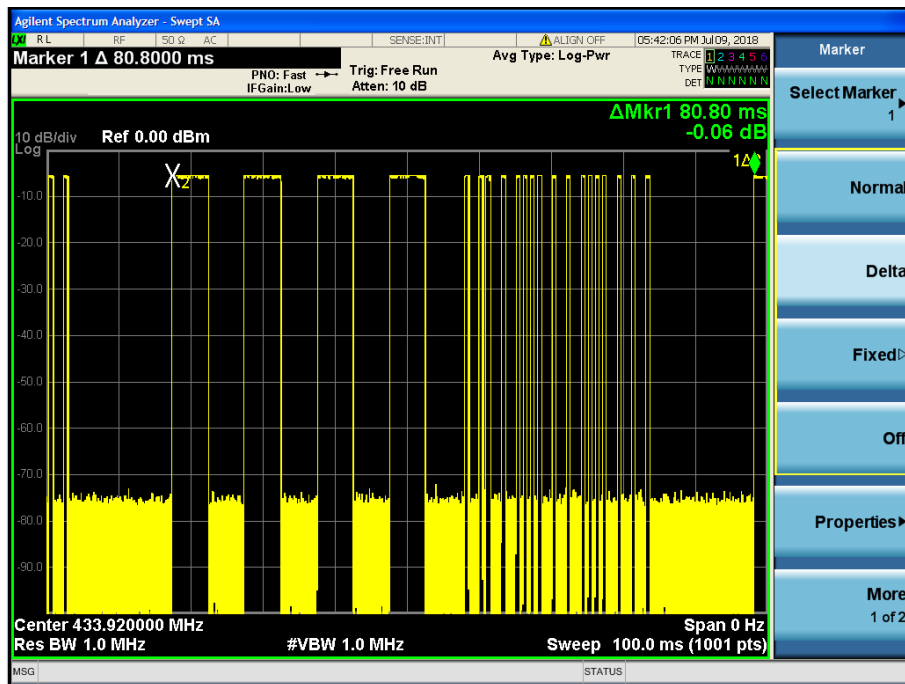 Agilent Spectrum Analyzer - Swept SA
LXI RL RF 50 Ω AC SENSE:INT ALIGN OFF 05:42:06 PM Jul 09, 2018
Marker 1 Δ 80.8000 ms
PNO: Fast
IFGain:Low
Trig: Free Run
Atten: 10 dB
Avg Type: Log-Pwr
TRACE 1 2 3 4 5 6
TYPE WWWWWW
DET N N N N N N
ΔMkr1 80.80 ms
-0.06 dB
10 dB/div Ref 0.00 dBm
Log
X2
1Δ2
-10.0
-20.0
-30.0
-40.0
-50.0
-60.0
-70.0
-80.0
-90.0
Center 433.920000 MHz Span 0 Hz
Res BW 1.0 MHz #VBW 1.0 MHz Sweep 100.0 ms (1001 pts)
MSG STATUS
Marker
Select Marker
1
Normal
Delta
Fixed
Off
Properties
More
1 of 2